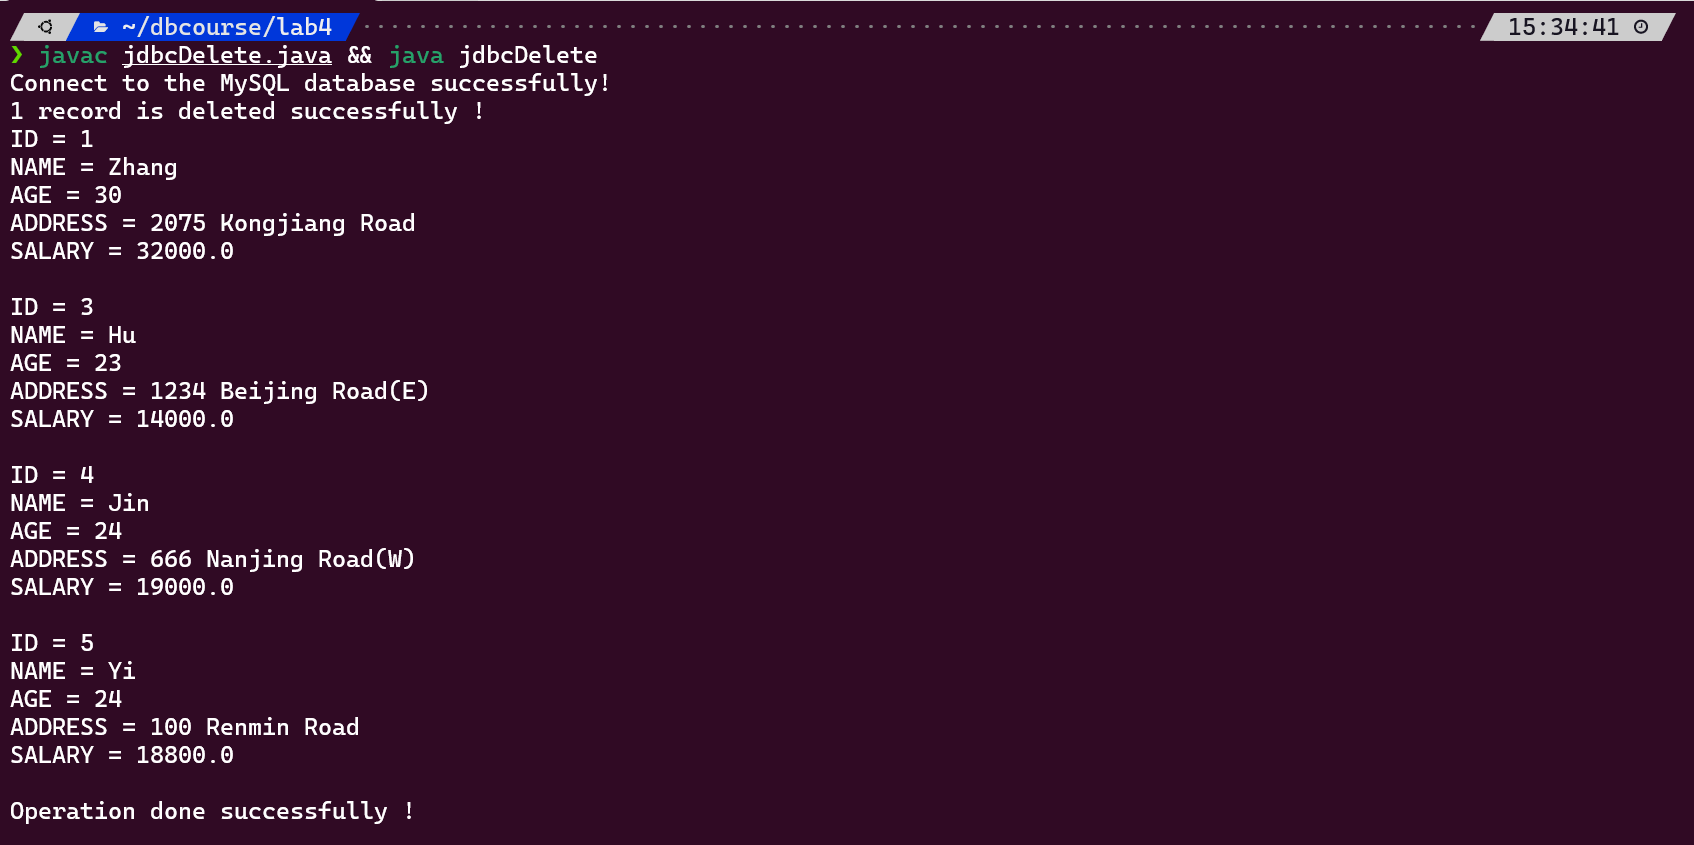 ~/dbcourse/lab4 15:34:41
❯ javac jdbcDelete.java && java jdbcDelete
Connect to the MySQL database successfully!
1 record is deleted successfully !
ID = 1
NAME = Zhang
AGE = 30
ADDRESS = 2075 Kongjiang Road
SALARY = 32000.0
ID = 3
NAME = Hu
AGE = 23
ADDRESS = 1234 Beijing Road(E)
SALARY = 14000.0
ID = 4
NAME = Jin
AGE = 24
ADDRESS = 666 Nanjing Road(W)
SALARY = 19000.0
ID = 5
NAME = Yi
AGE = 24
ADDRESS = 100 Renmin Road
SALARY = 18800.0
Operation done successfully !